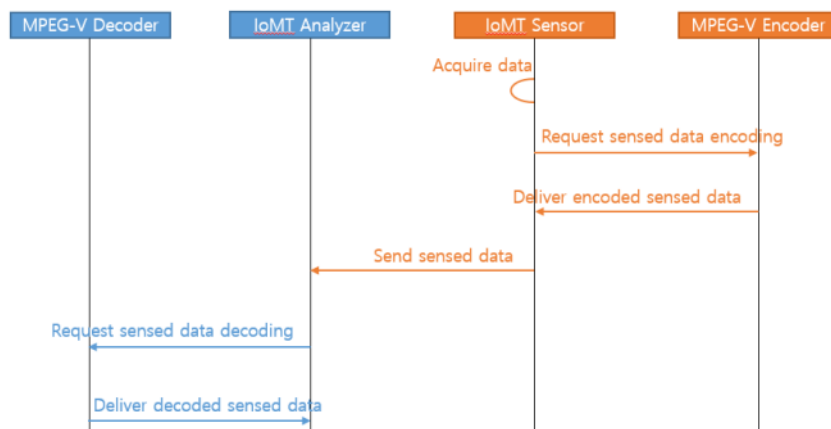 MPEG-V Decoder
IoMT Analyzer
IoMT Sensor
MPEG-V Encoder
Acquire data
Request sensed data encoding
Deliver encoded sensed data
Send sensed data
Request sensed data decoding
Deliver decoded sensed data